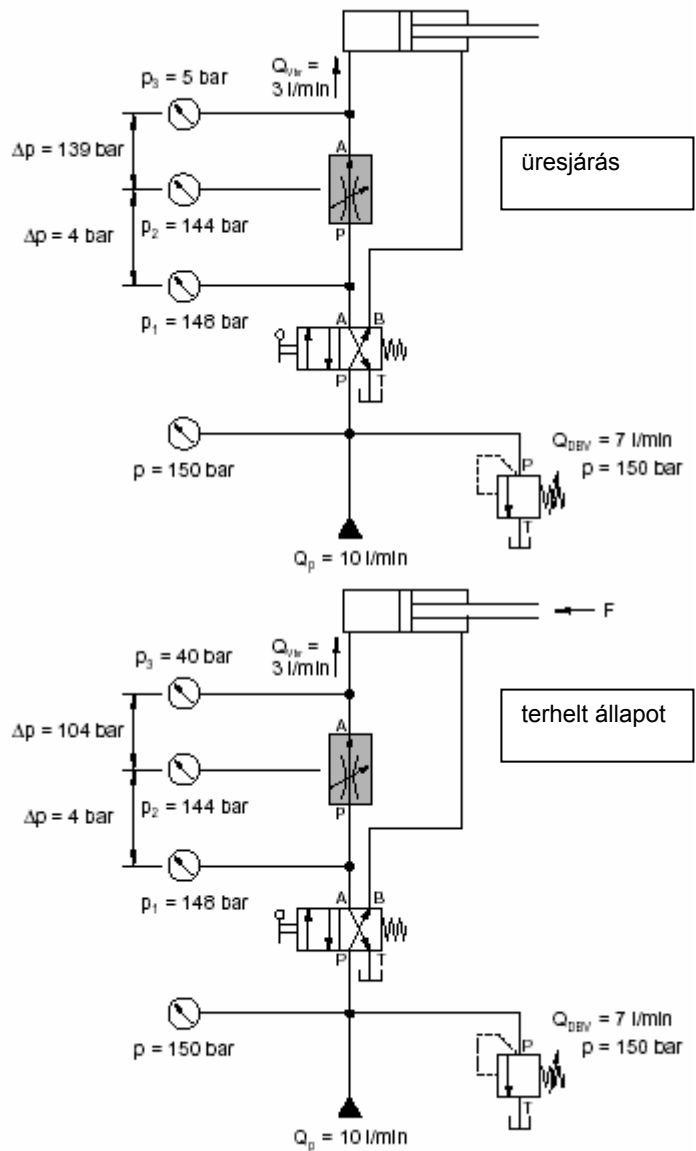 p₃ = 5 bar
Q_Vbr =
3 l/min
Δp = 139 bar
A
üresjárás
p₂ = 144 bar
P
Δp = 4 bar
p₁ = 148 bar
A B
P T
p = 150 bar
Q_DBV = 7 l/min
p = 150 bar
P
T
Q_p = 10 l/min
F
p₃ = 40 bar
Q_Vbr =
3 l/min
Δp = 104 bar
A
terhelt állapot
p₂ = 144 bar
P
Δp = 4 bar
p₁ = 148 bar
A B
P T
p = 150 bar
Q_DBV = 7 l/min
p = 150 bar
P
T
Q_p = 10 l/min